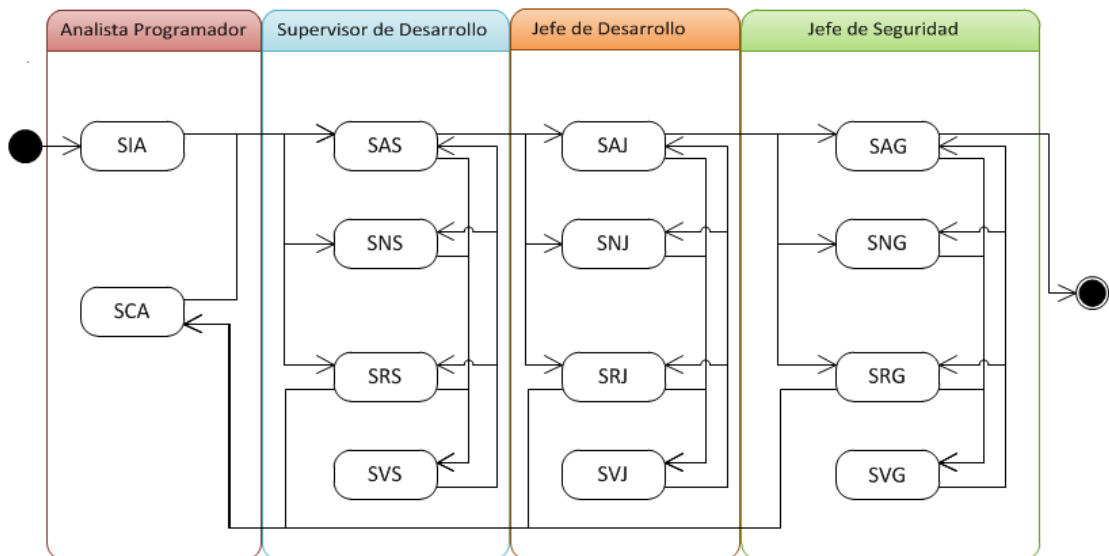 Analista Programador
Supervisor de Desarrollo
Jefe de Desarrollo
Jefe de Seguridad
SIA
SAS
SAJ
SAG
SNS
SNJ
SNG
SCA
SRS
SRJ
SRG
SVS
SVJ
SVG